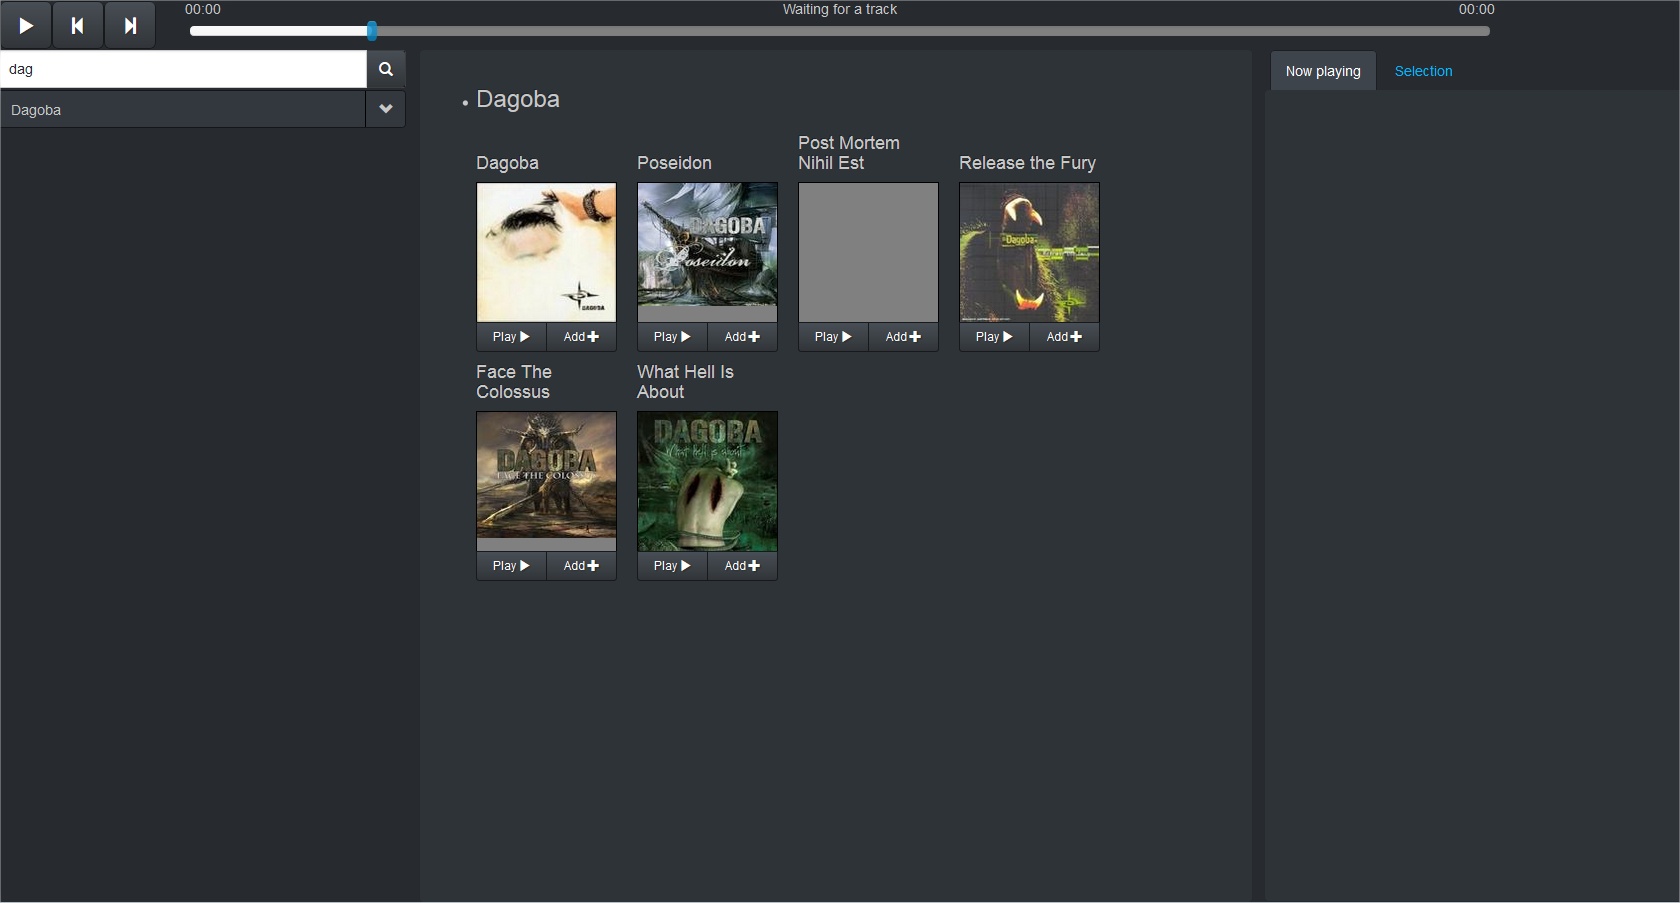 00:00
Waiting for a track
00:00
dag
Dagoba
Now playing
Selection
Dagoba
Dagoba
Poseidon
Post Mortem
Nihil Est
Release the Fury
DAGOBA
DAGOBA
Poseidon
Dagoba
Play
Add
Play
Add
Play
Add
Play
Add
Face The
Colossus
What Hell Is
About
DAGOBA
FACE THE COLOSSUS
DAGOBA
What hell is about
Play
Add
Play
Add